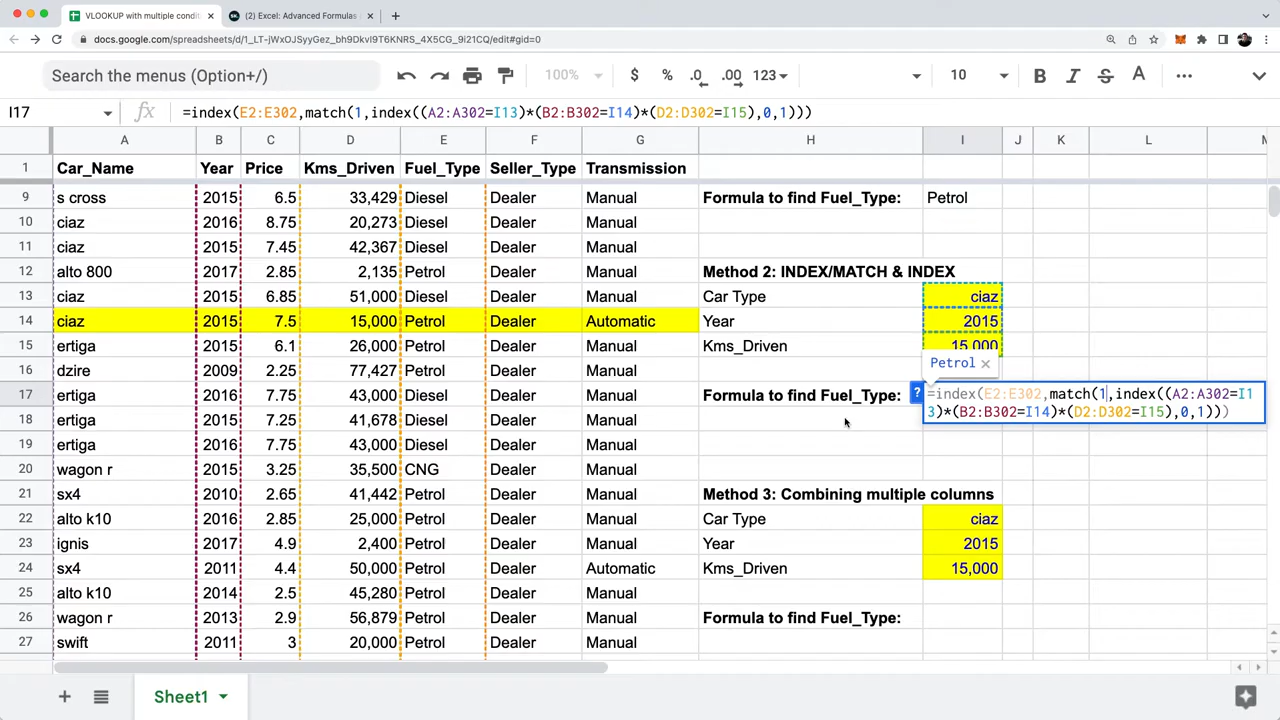 VLOOKUP with multiple conditi
(2) Excel: Advanced Formulas
docs.google.com/spreadsheets/d/1_LT-jWxOJSyyGez_bh9Dkvl9T6KNRS_4X5CG_9i21CQ/edit#gid=0
Search the menus (Option+/)
100% $ % .0 .00 123 10 B I S A
I17 fx =index(E2:E302,match(1,index((A2:A302=I13)*(B2:B302=I14)*(D2:D302=I15),0,1)))
A B C D E F G H I J K L M
1 Car_Name Year Price Kms_Driven Fuel_Type Seller_Type Transmission
9 s cross 2015 6.5 33,429 Diesel Dealer Manual Formula to find Fuel_Type: Petrol
10 ciaz 2016 8.75 20,273 Diesel Dealer Manual
11 ciaz 2015 7.45 42,367 Diesel Dealer Manual
12 alto 800 2017 2.85 2,135 Petrol Dealer Manual Method 2: INDEX/MATCH & INDEX
13 ciaz 2015 6.85 51,000 Diesel Dealer Manual Car Type ciaz
14 ciaz 2015 7.5 15,000 Petrol Dealer Automatic Year 2015
15 ertiga 2015 6.1 26,000 Petrol Dealer Manual Kms_Driven 15,000
16 dzire 2009 2.25 77,427 Petrol Dealer Manual Petrol ×
17 ertiga 2016 7.75 43,000 Diesel Dealer Manual Formula to find Fuel_Type: ? =index(E2:E302,match(1,index((A2:A302=I1
3)*(B2:B302=I14)*(D2:D302=I15),0,1)))
18 ertiga 2015 7.25 41,678 Diesel Dealer Manual
19 ertiga 2016 7.75 43,000 Diesel Dealer Manual
20 wagon r 2015 3.25 35,500 CNG Dealer Manual
21 sx4 2010 2.65 41,442 Petrol Dealer Manual Method 3: Combining multiple columns
22 alto k10 2016 2.85 25,000 Petrol Dealer Manual Car Type ciaz
23 ignis 2017 4.9 2,400 Petrol Dealer Manual Year 2015
24 sx4 2011 4.4 50,000 Petrol Dealer Automatic Kms_Driven 15,000
25 alto k10 2014 2.5 45,280 Petrol Dealer Manual
26 wagon r 2013 2.9 56,879 Petrol Dealer Manual Formula to find Fuel_Type:
27 swift 2011 3 20,000 Petrol Dealer Manual
Sheet1